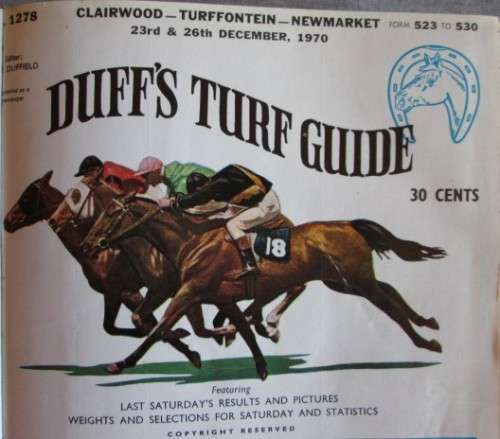 . 1278
CLAIRWOOD—TURFFONTEIN—NEWMARKET FORM 523 TO 530
23rd & 26th DECEMBER, 1970
Editor:
DUFFIELD
DUFF'S TURF GUIDE
30 CENTS
18
Featuring
LAST SATURDAY'S RESULTS AND PICTURES
WEIGHTS AND SELECTIONS FOR SATURDAY AND STATISTICS
COPYRIGHT RESERVED